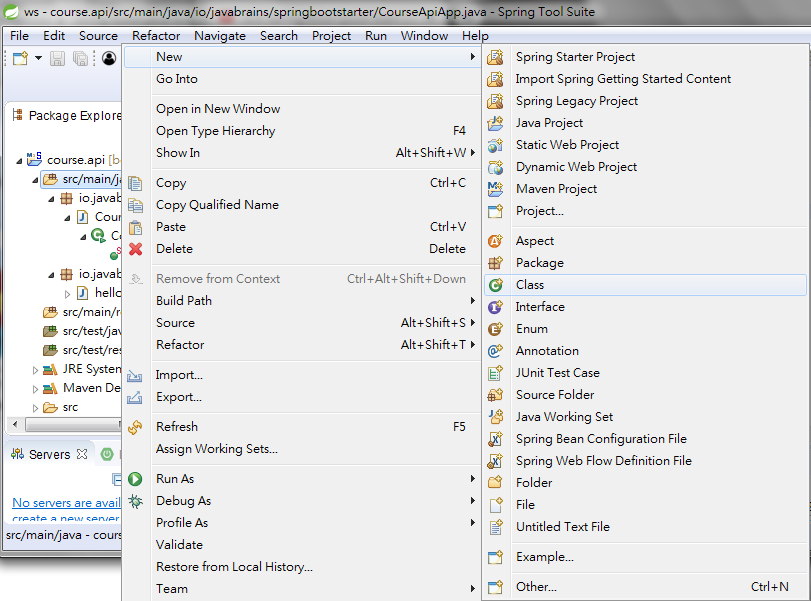 ws - course.api/src/main/java/io/javabrains/springbootstarter/CourseApiApp.java - Spring Tool Suite
File Edit Source Refactor Navigate Search Project Run Window Help
Package Explore
course.api [b
src/main/ja
io.javab
Cour
Co
io.javab
hello
src/main/re
src/test/jav
src/test/res
JRE System
Maven De
src
Servers
No servers are avail
create a new server
src/main/java - cours
New
Go Into
Open in New Window
Open Type Hierarchy F4
Show In Alt+Shift+W
Copy Ctrl+C
Copy Qualified Name
Paste Ctrl+V
Delete Delete
Remove from Context Ctrl+Alt+Shift+Down
Build Path
Source Alt+Shift+S
Refactor Alt+Shift+T
Import...
Export...
Refresh F5
Assign Working Sets...
Run As
Debug As
Profile As
Validate
Restore from Local History...
Team
Spring Starter Project
Import Spring Getting Started Content
Spring Legacy Project
Java Project
Static Web Project
Dynamic Web Project
Maven Project
Project...
Aspect
Package
Class
Interface
Enum
Annotation
JUnit Test Case
Source Folder
Java Working Set
Spring Bean Configuration File
Spring Web Flow Definition File
Folder
File
Untitled Text File
Example...
Other... Ctrl+N